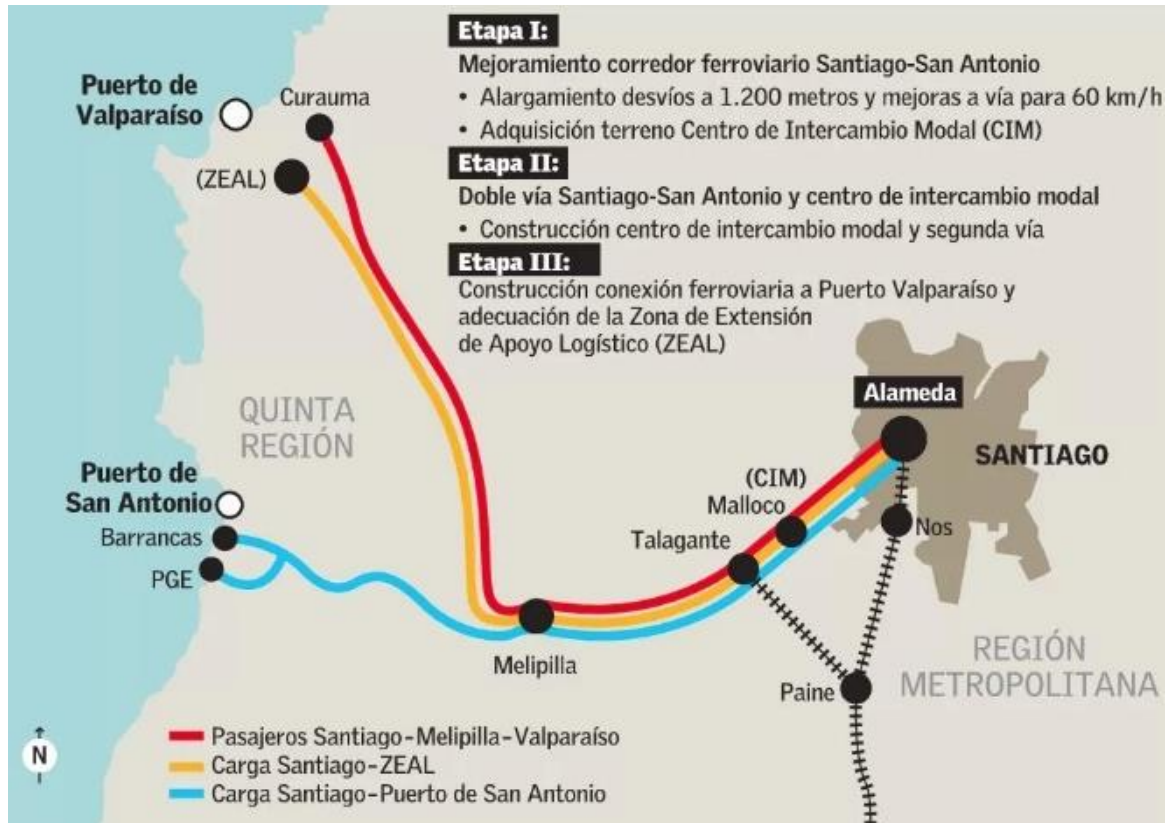 Etapa I:
Mejoramiento corredor ferroviario Santiago-San Antonio
• Alargamiento desvíos a 1.200 metros y mejoras a vía para 60 km/h
• Adquisición terreno Centro de Intercambio Modal (CIM)
Etapa II:
Doble vía Santiago-San Antonio y centro de intercambio modal
• Construcción centro de intercambio modal y segunda vía
Etapa III:
Construcción conexión ferroviaria a Puerto Valparaíso y
adecuación de la Zona de Extensión
de Apoyo Logístico (ZEAL)
Puerto de
Valparaíso
Curauma
(ZEAL)
QUINTA
REGIÓN
Alameda
SANTIAGO
Puerto de
San Antonio
Barrancas
PGE
(CIM)
Malloco
Talagante
Nos
Melipilla
Paine
REGIÓN
METROPOLITANA
N
Pasajeros Santiago-Melipilla-Valparaíso
Carga Santiago-ZEAL
Carga Santiago-Puerto de San Antonio